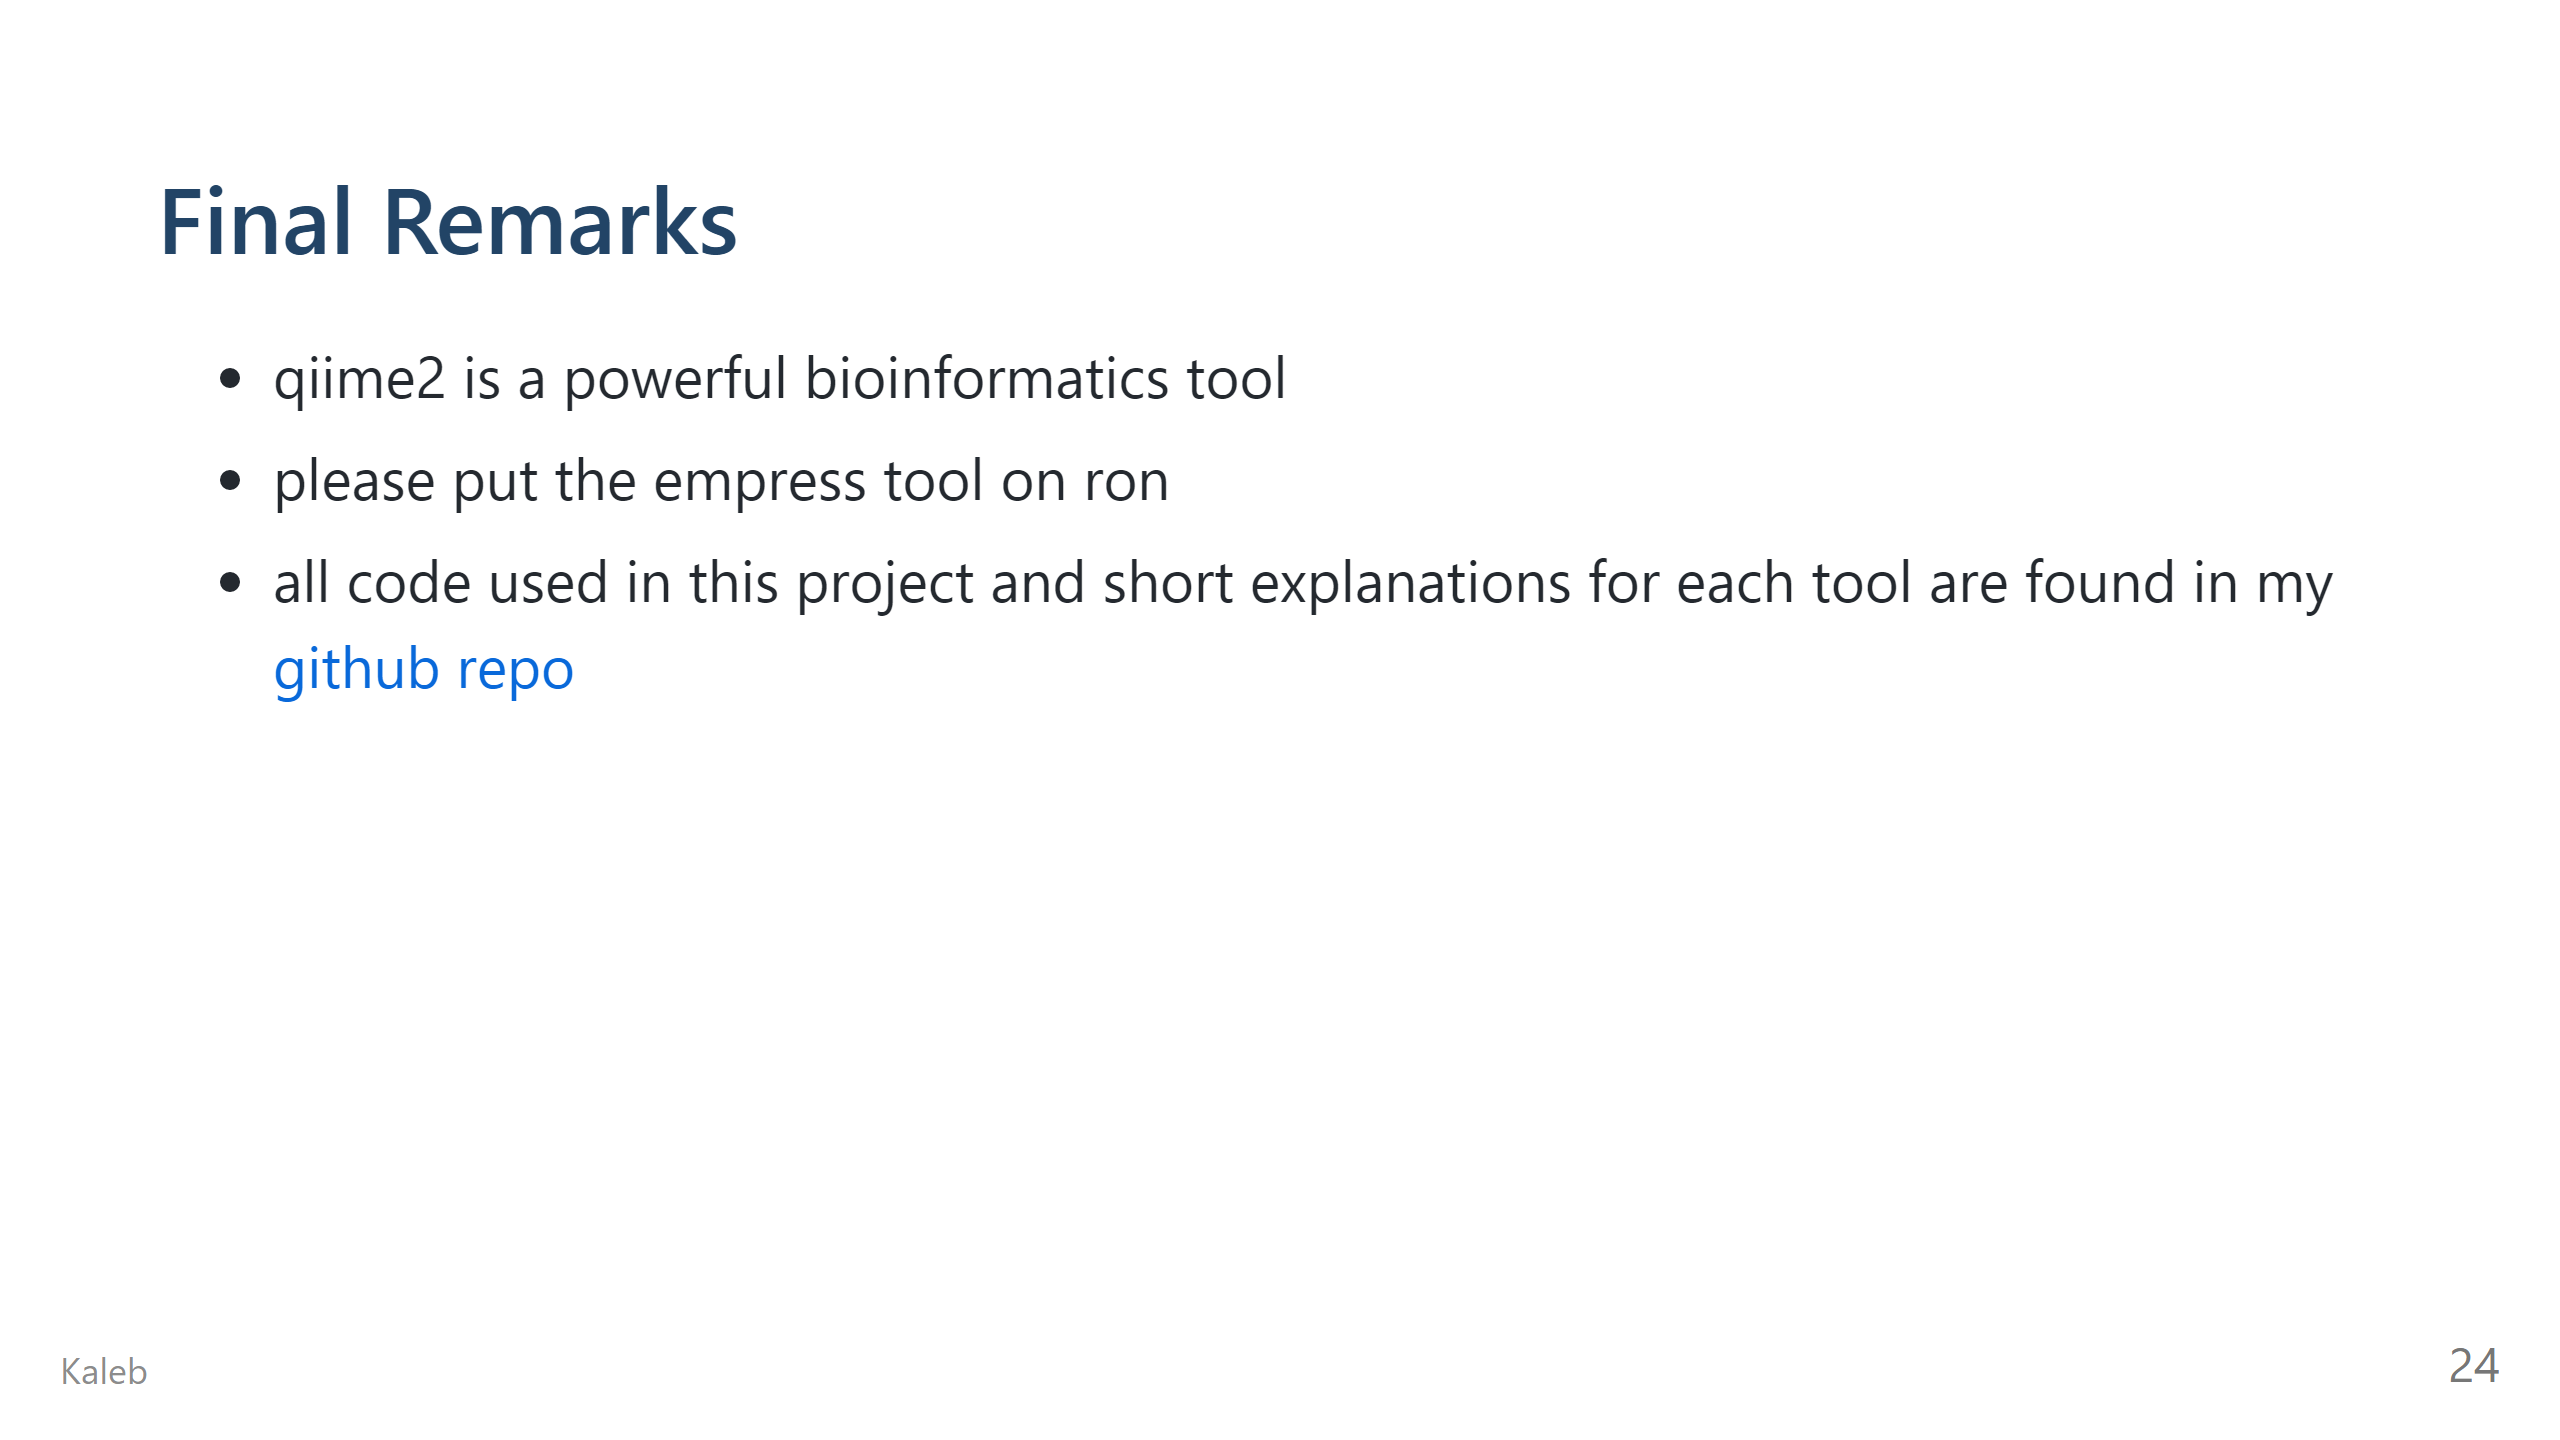 Final Remarks
• qiime2 is a powerful bioinformatics tool
• please put the empress tool on ron
• all code used in this project and short explanations for each tool are found in my
github repo
Kaleb
24